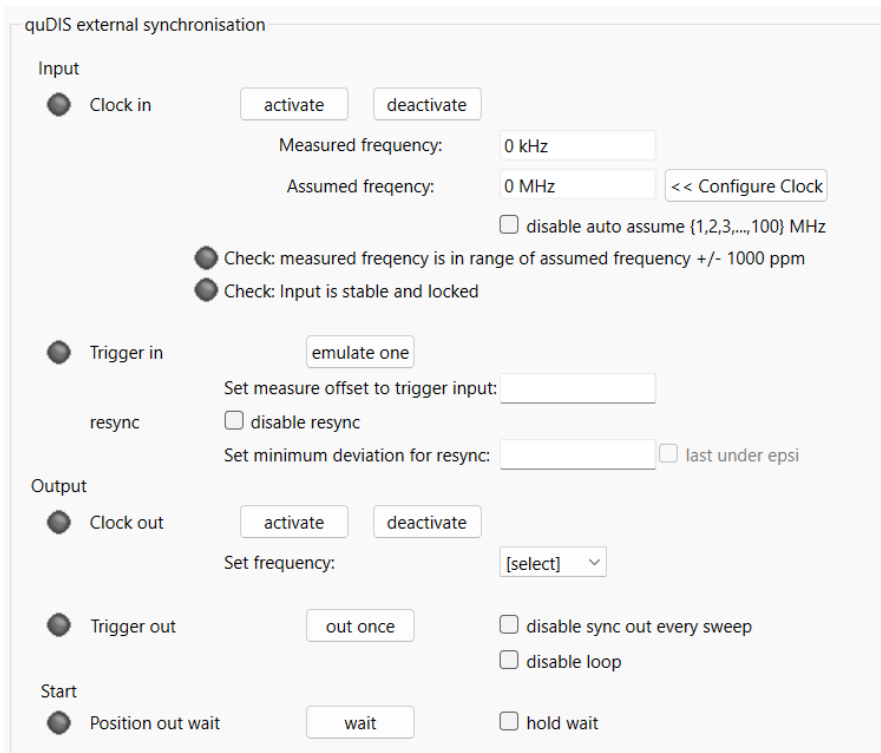 quDIS external synchronisation
Input
Clock in activate deactivate
Measured frequency: 0 kHz
Assumed freqency: 0 MHz << Configure Clock
disable auto assume {1,2,3,...,100} MHz
Check: measured freqency is in range of assumed frequency +/- 1000 ppm
Check: Input is stable and locked
Trigger in emulate one
Set measure offset to trigger input:
resync disable resync
Set minimum deviation for resync: last under epsi
Output
Clock out activate deactivate
Set frequency: [select]
Trigger out out once disable sync out every sweep
disable loop
Start
Position out wait wait hold wait